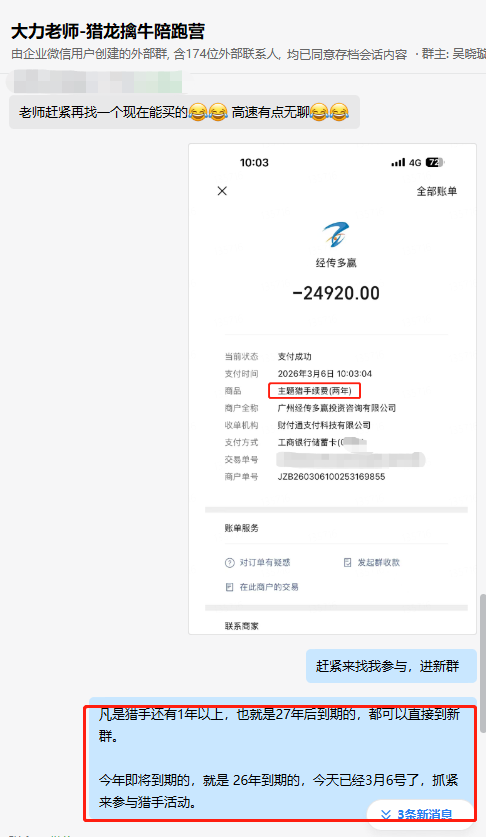 大力老师-猎龙擒牛陪跑营
由企业微信用户创建的外部群, 含174位外部联系人, 均已同意存档会话内容 · 群主: 吴晓璇
老师赶紧再找一个现在能买的😂😂 高速有点无聊😂😂
10:03
4G 72
全部账单
经传多赢
-24920.00
当前状态 支付成功
支付时间 2026年3月6日 10:03:04
商品 主题猎手续费(两年)
商户全称 广州经传多赢投资咨询有限公司
收单机构 财付通支付科技有限公司
支付方式 工商银行储蓄卡(
交易单号
商户单号 JZB260306100253169855
账单服务
对订单有疑惑 发起群收款
在此商户的交易
联系商家
赶紧来找我参与，进新群
凡是猎手还有1年以上，也就是27年后到期的，都可以直接到新
群。
今年即将到期的，就是 26年到期的，今天已经3月6号了，抓紧
来参与猎手活动。
3条新消息